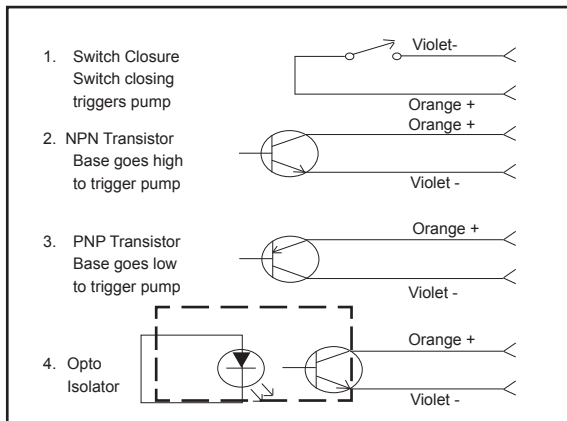 1. Switch Closure
Switch closing
triggers pump
Violet-
Orange +
2. NPN Transistor
Base goes high
to trigger pump
Orange +
Violet -
3. PNP Transistor
Base goes low
to trigger pump
Orange +
Violet -
4. Opto
Isolator
Orange +
Violet -